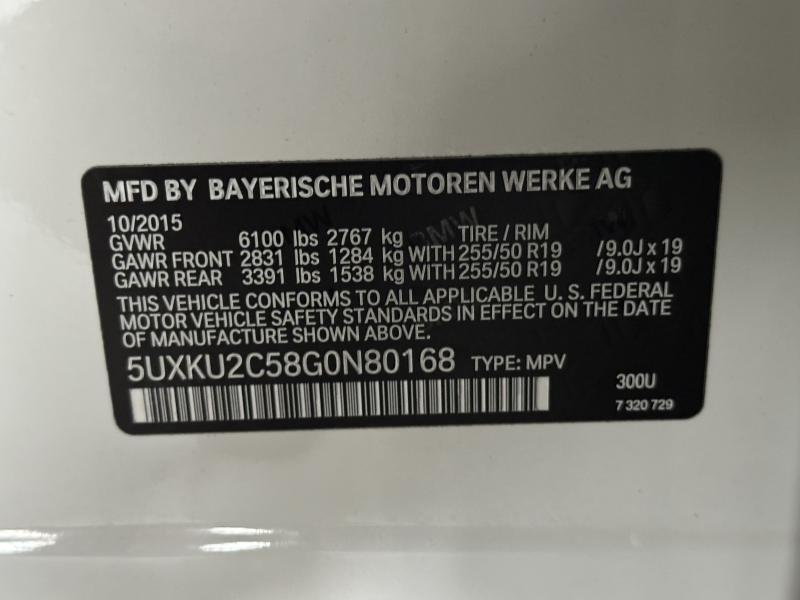 MFD BY BAYERISCHE MOTOREN WERKE AG
10/2015
GVWR 6100 lbs 2767 kg TIRE / RIM
GAWR FRONT 2831 lbs 1284 kg WITH 255/50 R19 /9.0J x 19
GAWR REAR 3391 lbs 1538 kg WITH 255/50 R19 /9.0J x 19
THIS VEHICLE CONFORMS TO ALL APPLICABLE U. S. FEDERAL
MOTOR VEHICLE SAFETY STANDARDS IN EFFECT ON THE DATE
OF MANUFACTURE SHOWN ABOVE.
5UXKU2C58G0N80168 TYPE: MPV
300U
7 320 729